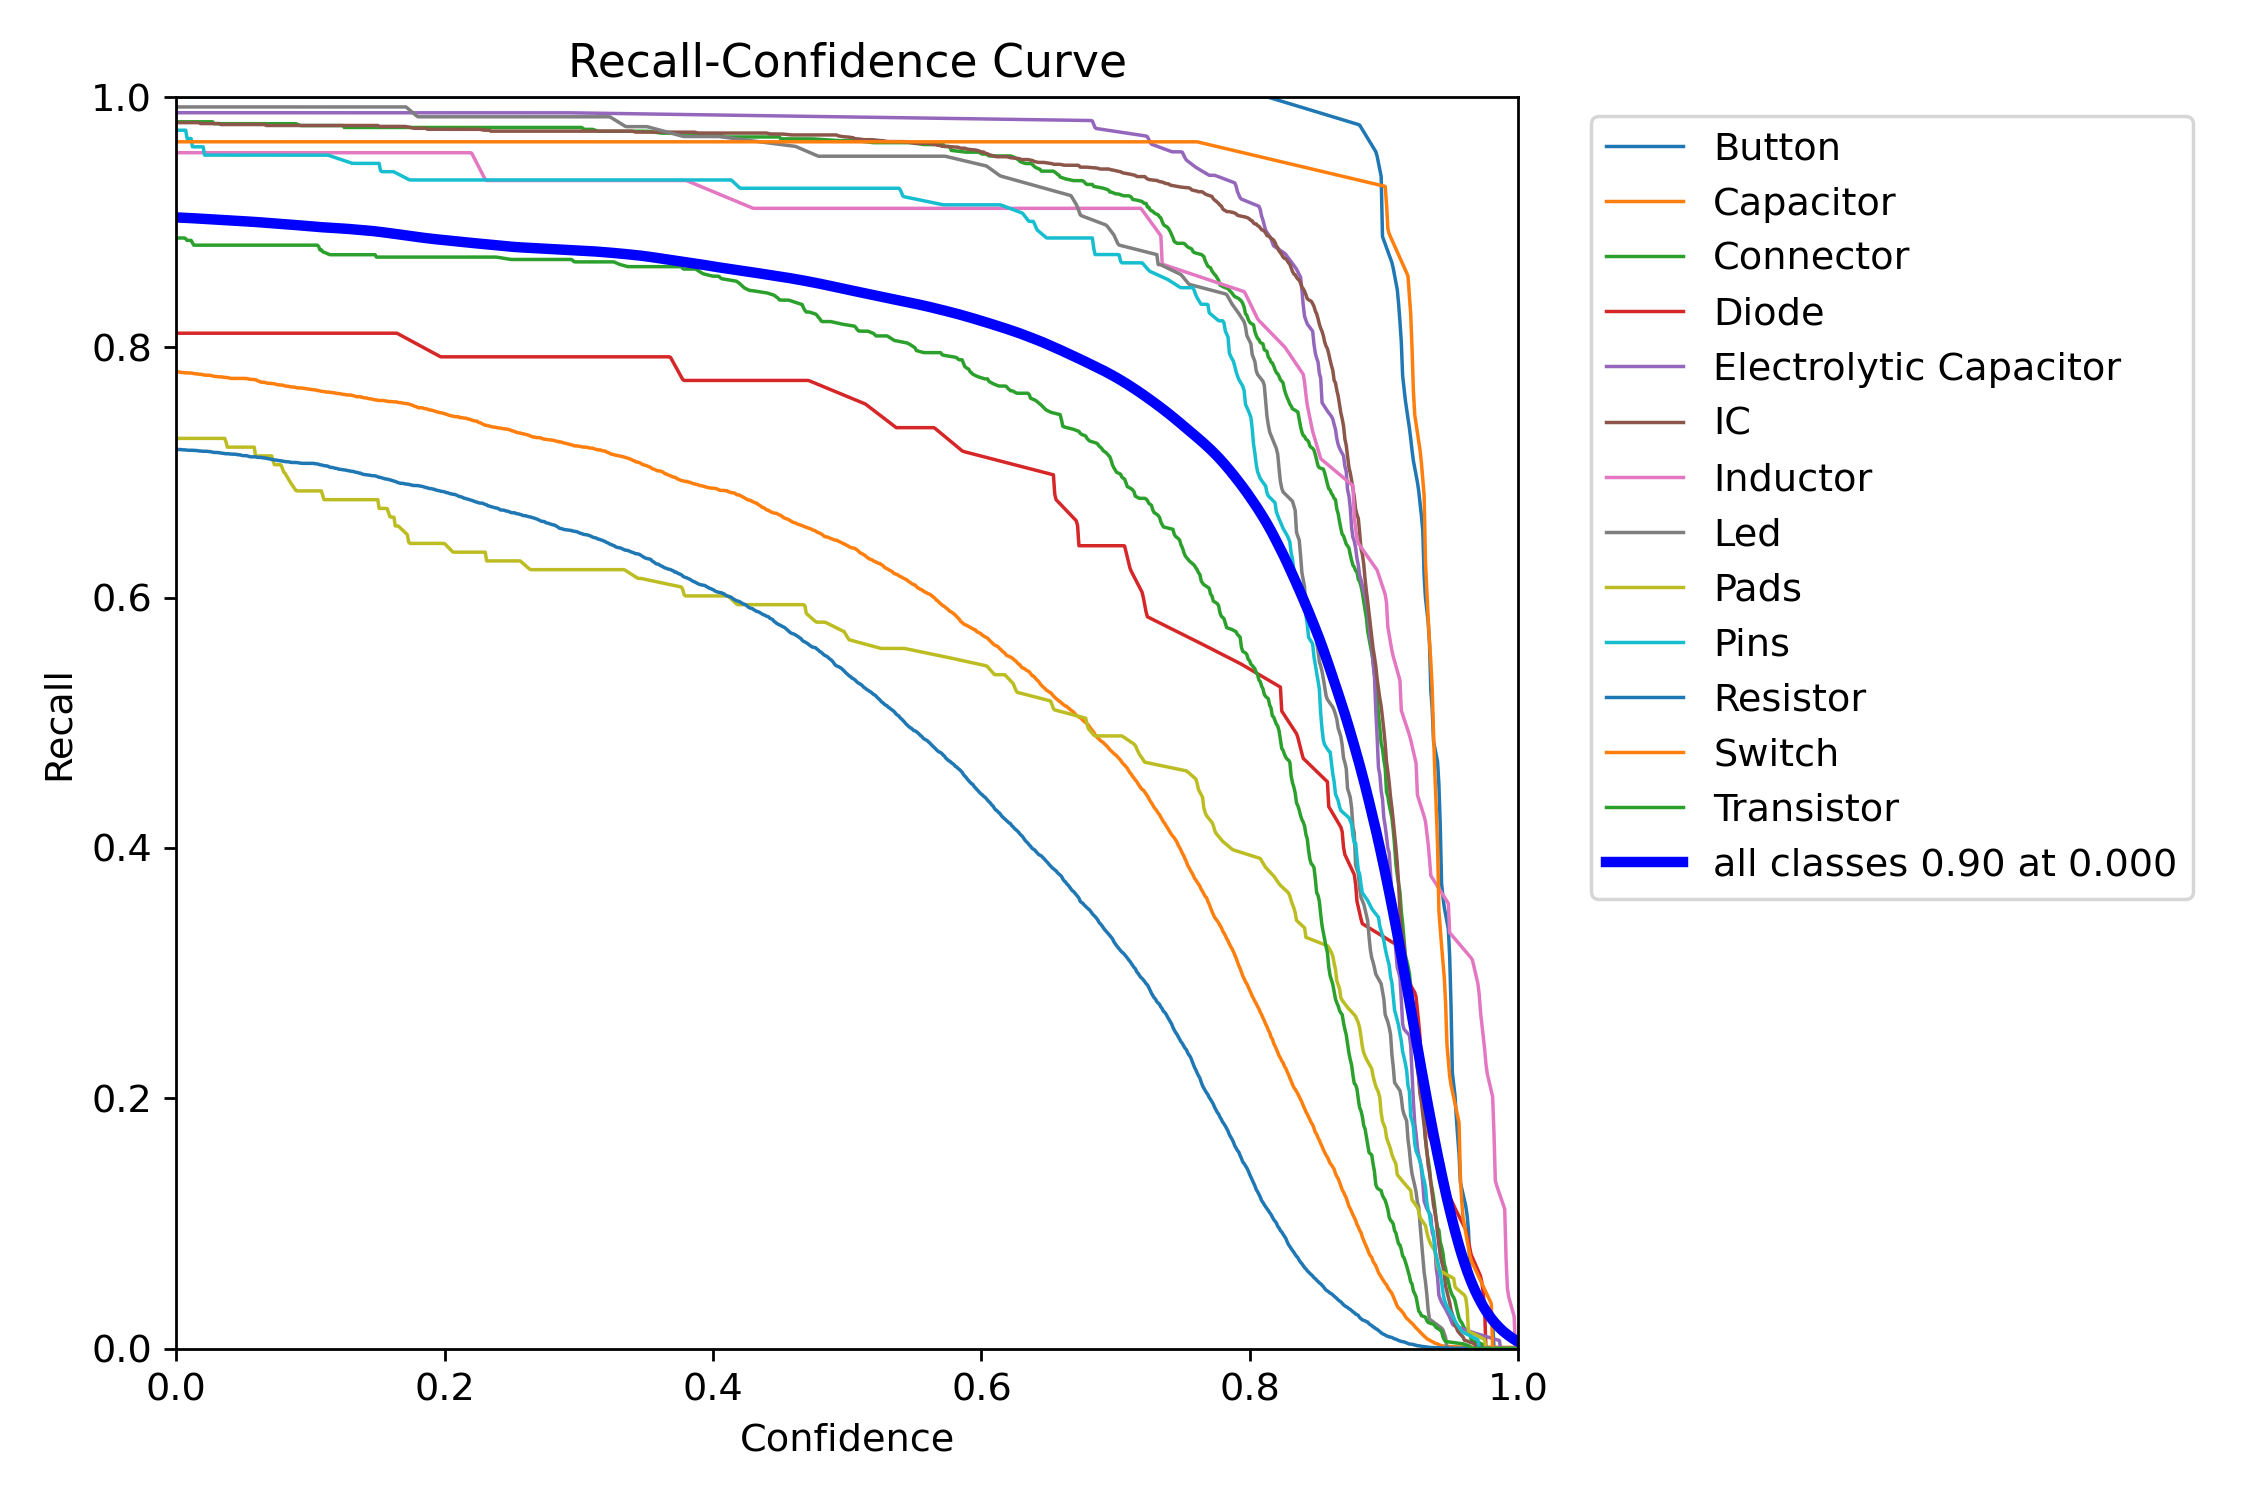 Recall-Confidence Curve
1.0
0.8
0.6
0.4
0.2
0.0
Recall
0.0 0.2 0.4 0.6 0.8 1.0
Confidence
Button
Capacitor
Connector
Diode
Electrolytic Capacitor
IC
Inductor
Led
Pads
Pins
Resistor
Switch
Transistor
all classes 0.90 at 0.000